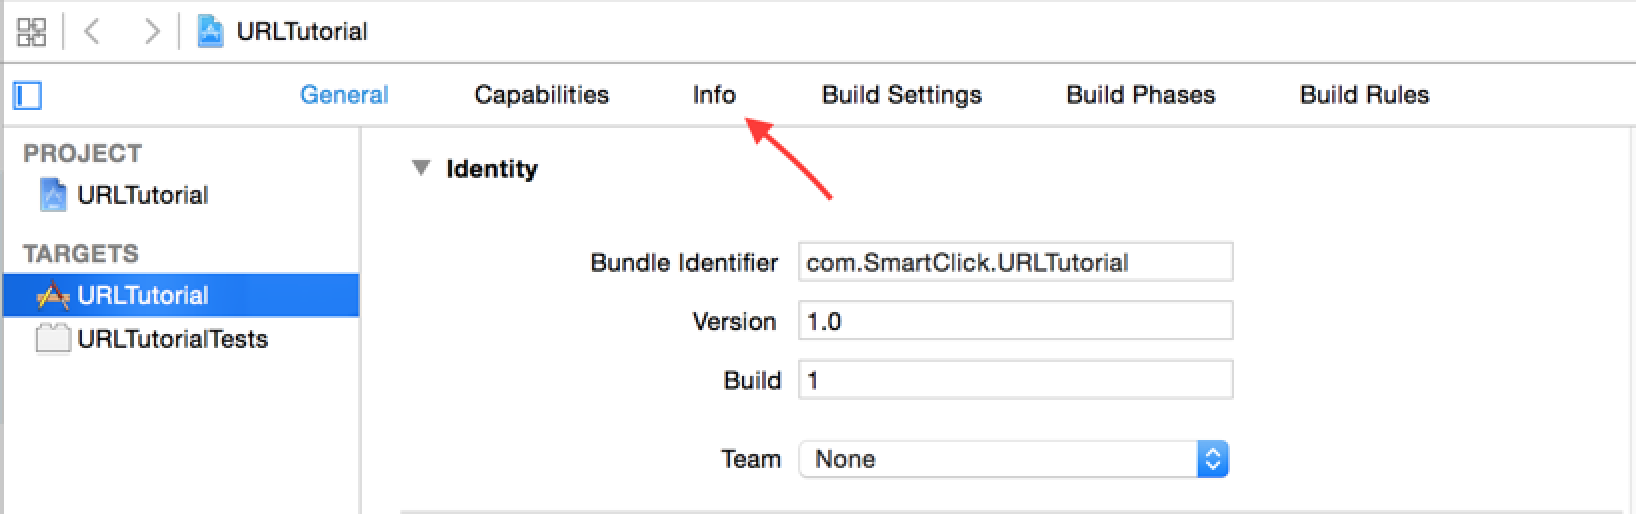 URLTutorial
General Capabilities Info Build Settings Build Phases Build Rules
PROJECT
URLTutorial
TARGETS
URLTutorial
URLTutorialTests
Identity
Bundle Identifier com.SmartClick.URLTutorial
Version 1.0
Build 1
Team None